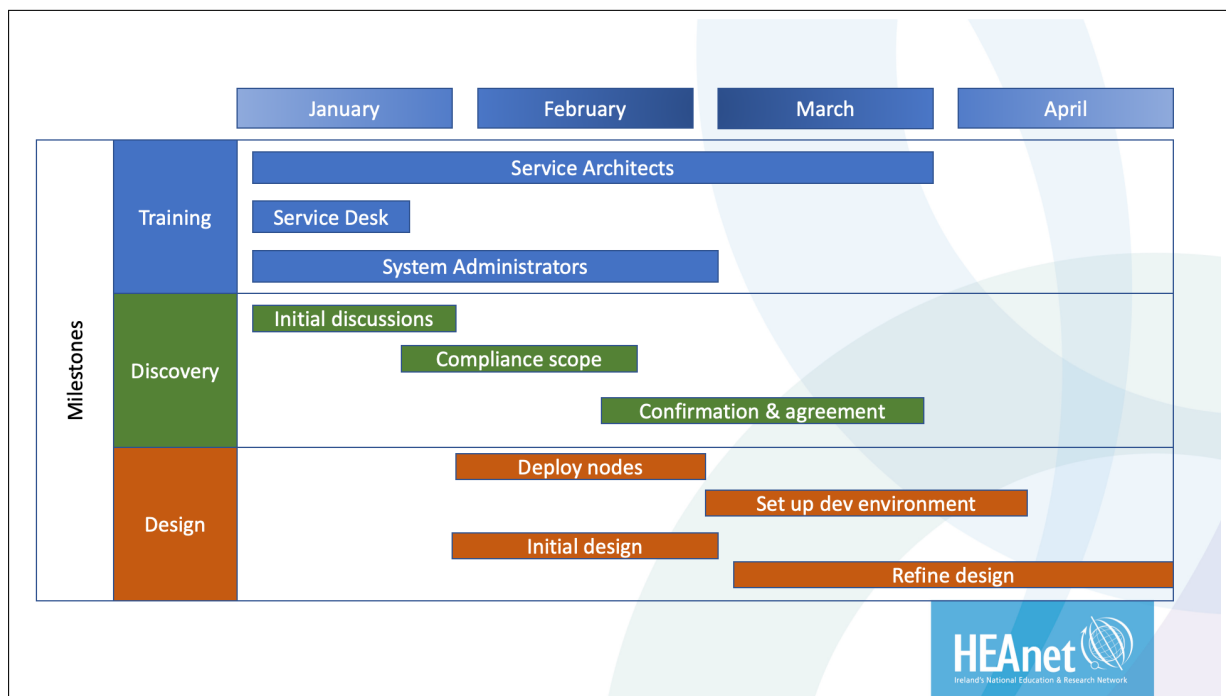 January
February
March
April
Milestones
Training
Service Architects
Service Desk
System Administrators
Discovery
Initial discussions
Compliance scope
Confirmation & agreement
Design
Deploy nodes
Set up dev environment
Initial design
Refine design
HEAnet
Ireland's National Education & Research Network